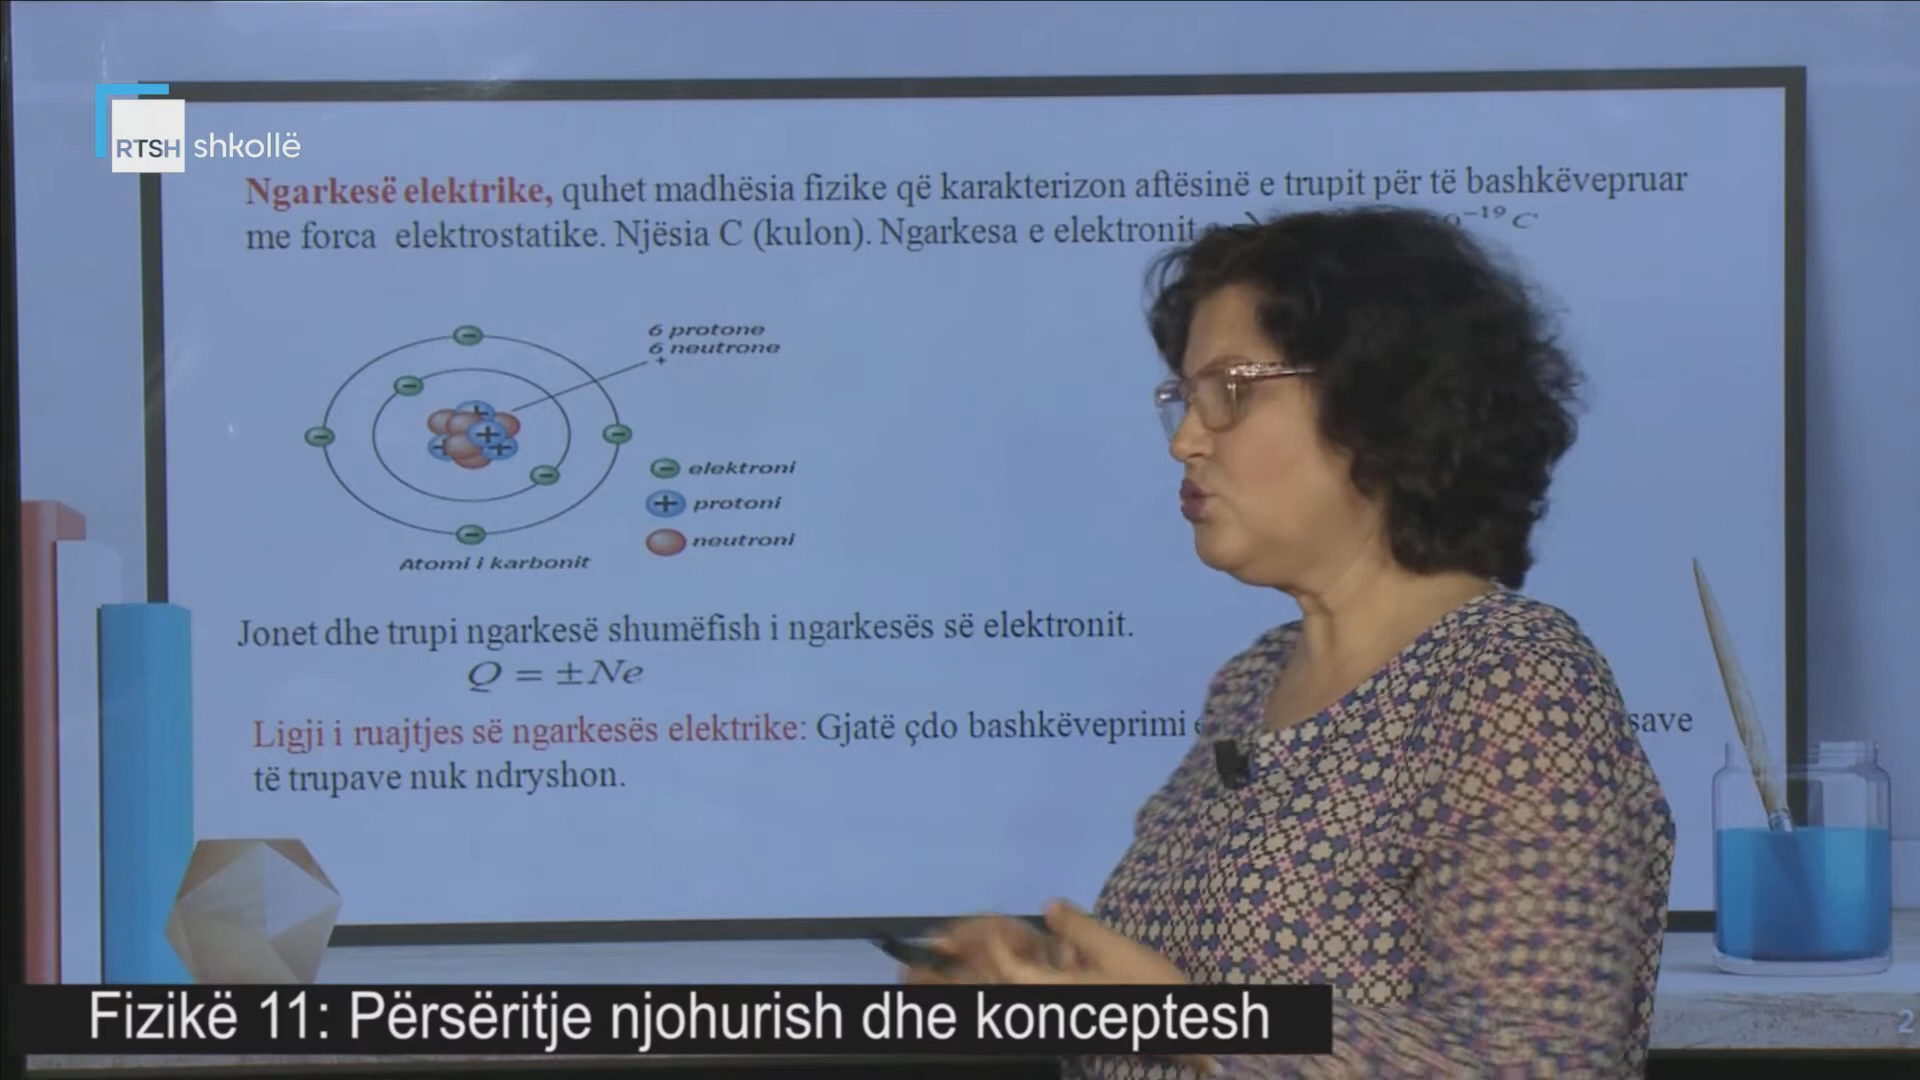 RTSH shkollë
Ngarkesë elektrike, quhet madhësia fizike që karakterizon aftësinë e trupit për të bashkëvepruar
me forca elektrostatike. Njësia C (kulon). Ngarkesa e elektronit ⁻¹⁹ C
6 protone
6 neutrone
+
− − − − − −
+ + + +
− elektroni
+ protoni
neutroni
Atomi i karbonit
Jonet dhe trupi ngarkesë shumëfish i ngarkesës së elektronit.
Q = ±Ne
Ligji i ruajtjes së ngarkesës elektrike: Gjatë çdo bashkëveprimi
të trupave nuk ndryshon.
Fizikë 11: Përsëritje njohurish dhe konceptesh
2